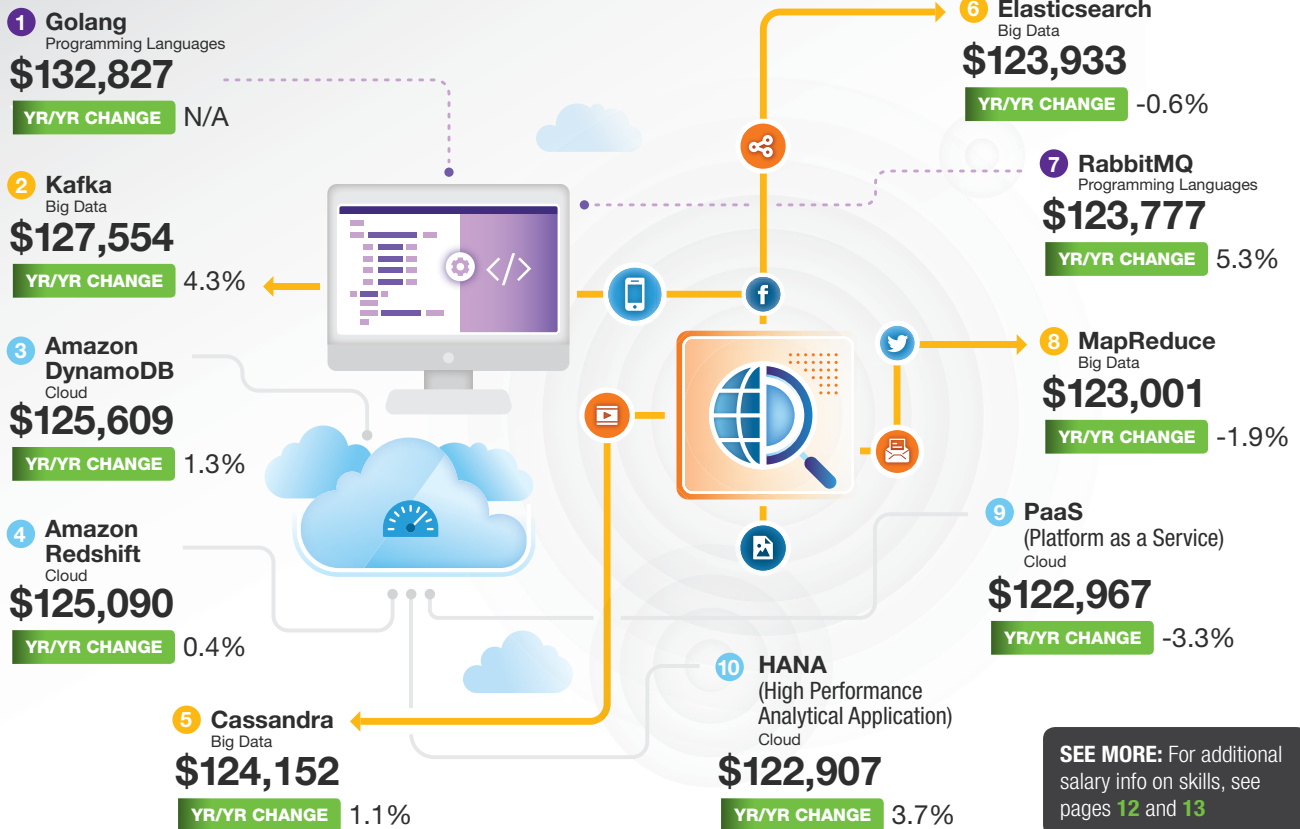 1 Golang
Programming Languages
$132,827
YR/YR CHANGE N/A
2 Kafka
Big Data
$127,554
YR/YR CHANGE 4.3%
3 Amazon
DynamoDB
Cloud
$125,609
YR/YR CHANGE 1.3%
4 Amazon
Redshift
Cloud
$125,090
YR/YR CHANGE 0.4%
5 Cassandra
Big Data
$124,152
YR/YR CHANGE 1.1%
6 Elasticsearch
Big Data
$123,933
YR/YR CHANGE -0.6%
7 RabbitMQ
Programming Languages
$123,777
YR/YR CHANGE 5.3%
8 MapReduce
Big Data
$123,001
YR/YR CHANGE -1.9%
9 PaaS
(Platform as a Service)
Cloud
$122,967
YR/YR CHANGE -3.3%
10 HANA
(High Performance
Analytical Application)
Cloud
$122,907
YR/YR CHANGE 3.7%
</>
f
SEE MORE: For additional
salary info on skills, see
pages 12 and 13